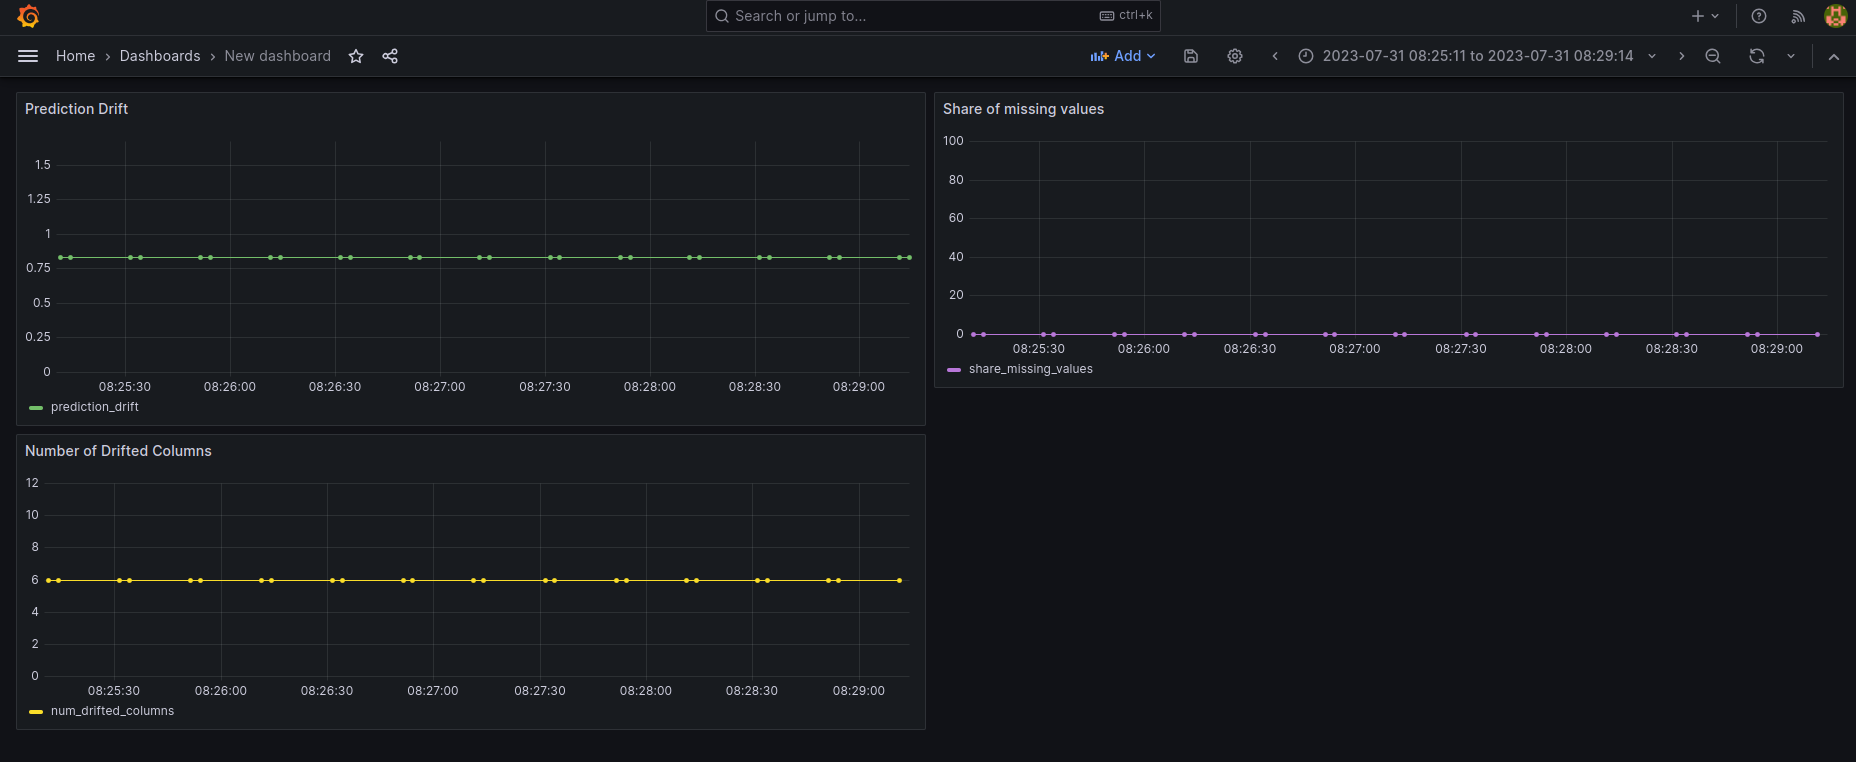 Search or jump to...
ctrl+k
Home
Dashboards
New dashboard
Add
2023-07-31 08:25:11 to 2023-07-31 08:29:14
Prediction Drift
1.5
1.25
1
0.75
0.5
0.25
0
08:25:30 08:26:00 08:26:30 08:27:00 08:27:30 08:28:00 08:28:30 08:29:00
prediction_drift
Share of missing values
100
80
60
40
20
0
08:25:30 08:26:00 08:26:30 08:27:00 08:27:30 08:28:00 08:28:30 08:29:00
share_missing_values
Number of Drifted Columns
12
10
8
6
4
2
0
08:25:30 08:26:00 08:26:30 08:27:00 08:27:30 08:28:00 08:28:30 08:29:00
num_drifted_columns